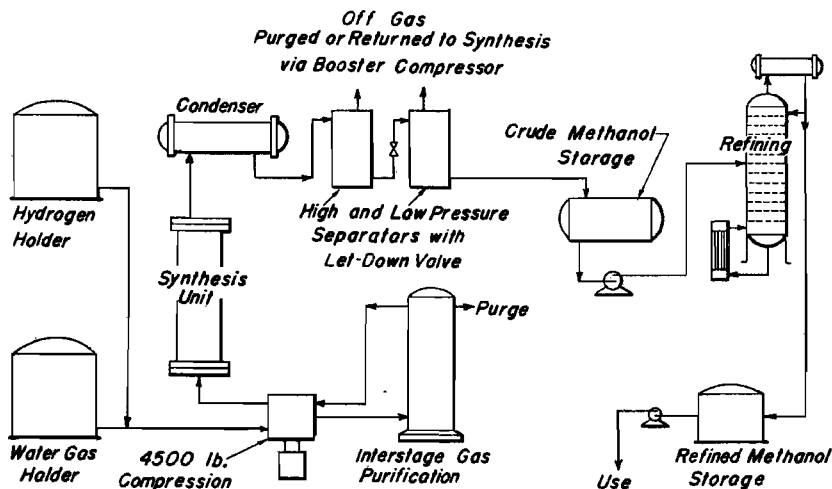 Off Gas
Purged or Returned to Synthesis
via Booster Compressor
Condenser
Refining
Crude Methanol
Storage
Hydrogen
Holder
High and Low Pressure
Separators with
Let-Down Valve
Synthesis
Unit
Purge
Water Gas
Holder
4500 lb.
Compression
Interstage Gas
Purification
Use
Refined Methanol
Storage